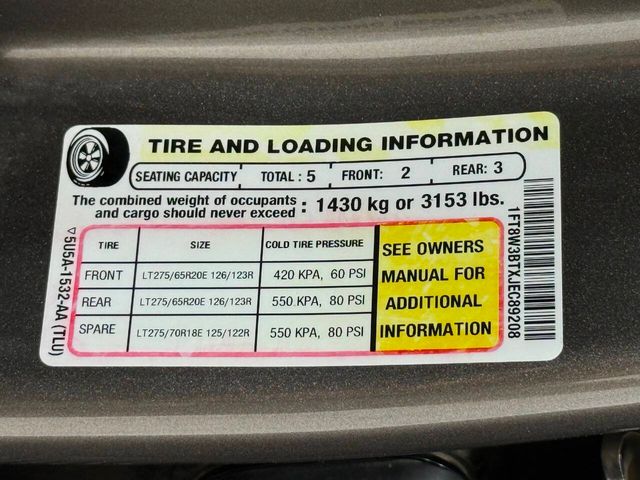 TIRE AND LOADING INFORMATION
SEATING CAPACITY TOTAL : 5 FRONT: 2 REAR: 3
The combined weight of occupants
and cargo should never exceed : 1430 kg or 3153 lbs.
TIRE SIZE COLD TIRE PRESSURE
FRONT LT275/65R20E 126/123R 420 KPA, 60 PSI
REAR LT275/65R20E 126/123R 550 KPA, 80 PSI
SPARE LT275/70R18E 125/122R 550 KPA, 80 PSI
SEE OWNERS
MANUAL FOR
ADDITIONAL
INFORMATION
5U5A-1532-AA (TLU)
1FT8W3BTXJEC89208